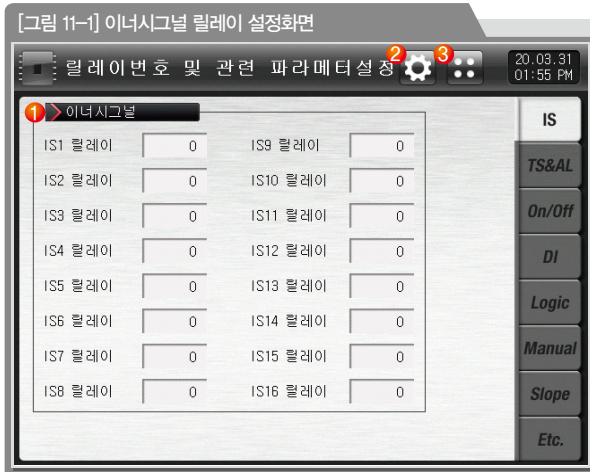 [그림 11-1] 이너시그널 릴레이 설정화면
릴레이번호 및 관련 파라메터설정 2 3 20.03.31
01:55 PM
1 이너시그널
IS1 릴레이 0 IS9 릴레이 0
IS2 릴레이 0 IS10 릴레이 0
IS3 릴레이 0 IS11 릴레이 0
IS4 릴레이 0 IS12 릴레이 0
IS5 릴레이 0 IS13 릴레이 0
IS6 릴레이 0 IS14 릴레이 0
IS7 릴레이 0 IS15 릴레이 0
IS8 릴레이 0 IS16 릴레이 0
IS
TS&AL
On/Off
DI
Logic
Manual
Slope
Etc.